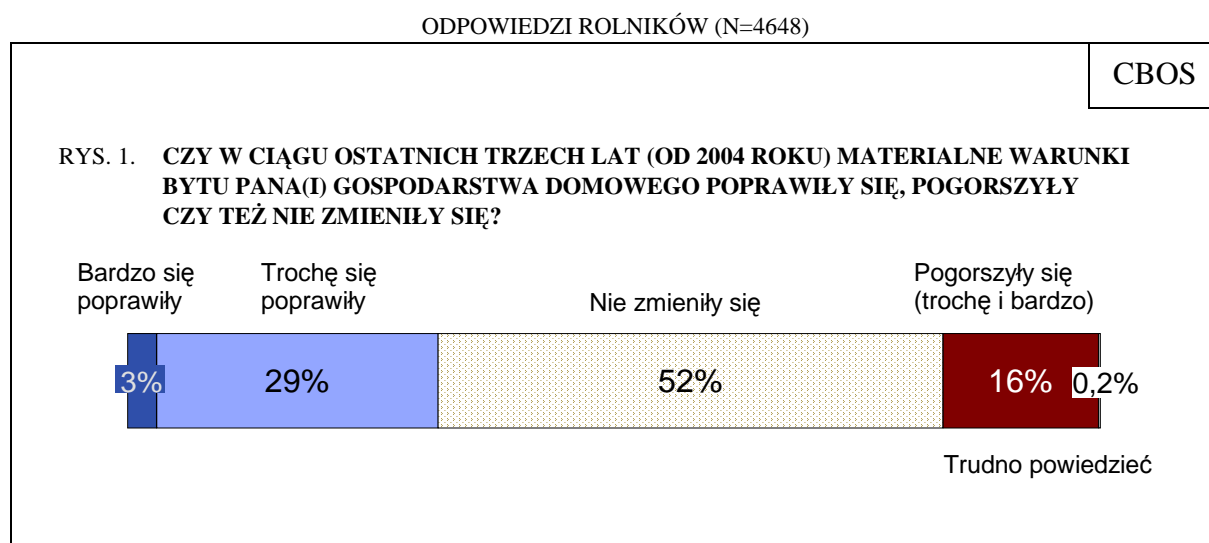 ODPOWIEDZI ROLNIKÓW (N=4648)
CBOS
RYS. 1. CZY W CIĄGU OSTATNICH TRZECH LAT (OD 2004 ROKU) MATERIALNE WARUNKI
BYTU PANA(I) GOSPODARSTWA DOMOWEGO POPRAWIŁY SIĘ, POGORSZYŁY
CZY TEŻ NIE ZMIENIŁY SIĘ?
Bardzo się
poprawiły
Trochę się
poprawiły
Nie zmieniły się
Pogorszyły się
(trochę i bardzo)
3%
29%
52%
16%
0,2%
Trudno powiedzieć